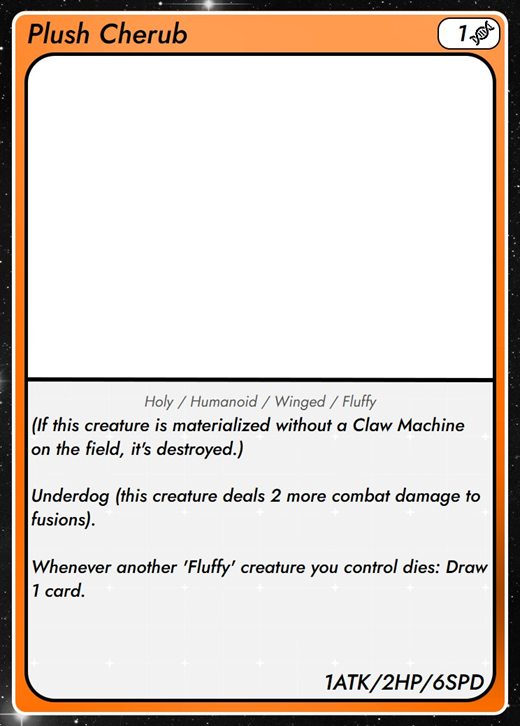 Plush Cherub
1
Holy / Humanoid / Winged / Fluffy
(If this creature is materialized without a Claw Machine
on the field, it's destroyed.)
Underdog (this creature deals 2 more combat damage to
fusions).
Whenever another 'Fluffy' creature you control dies: Draw
1 card.
1ATK/2HP/6SPD